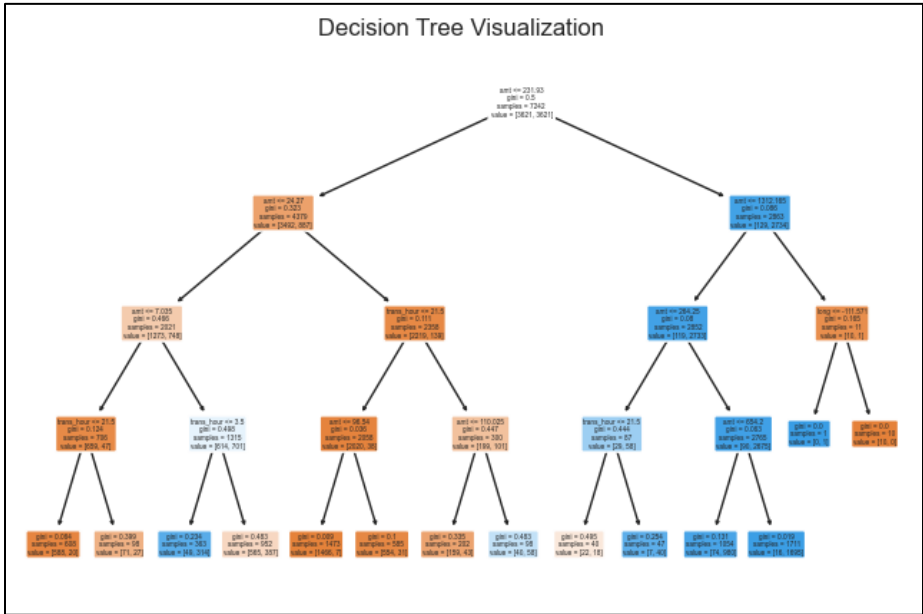 Decision Tree Visualization
amt <= 231.93
gini = 0.5
samples = 7242
value = [3621, 3621]
amt <= 24.27
gini = 0.323
samples = 4379
value = [3492, 887]
amt <= 1312.185
gini = 0.086
samples = 2863
value = [129, 2734]
amt <= 7.035
gini = 0.466
samples = 2021
value = [1273, 748]
trans_hour <= 21.5
gini = 0.111
samples = 2358
value = [2219, 139]
amt <= 264.25
gini = 0.08
samples = 2852
value = [119, 2733]
long <= -111.571
gini = 0.165
samples = 11
value = [10, 1]
trans_hour <= 21.5
gini = 0.124
samples = 706
value = [659, 47]
trans_hour <= 3.5
gini = 0.498
samples = 1315
value = [614, 701]
amt <= 98.54
gini = 0.036
samples = 2058
value = [2020, 38]
amt <= 110.025
gini = 0.447
samples = 300
value = [199, 101]
trans_hour <= 21.5
gini = 0.444
samples = 87
value = [29, 58]
amt <= 654.2
gini = 0.063
samples = 2765
value = [90, 2675]
gini = 0.0
samples = 1
value = [0, 1]
gini = 0.0
samples = 10
value = [10, 0]
gini = 0.064
samples = 608
value = [588, 20]
gini = 0.399
samples = 98
value = [71, 27]
gini = 0.234
samples = 363
value = [49, 314]
gini = 0.483
samples = 952
value = [565, 387]
gini = 0.009
samples = 1473
value = [1466, 7]
gini = 0.1
samples = 585
value = [554, 31]
gini = 0.335
samples = 202
value = [159, 43]
gini = 0.483
samples = 98
value = [40, 58]
gini = 0.495
samples = 40
value = [22, 18]
gini = 0.254
samples = 47
value = [7, 40]
gini = 0.131
samples = 1054
value = [74, 980]
gini = 0.019
samples = 1711
value = [16, 1695]